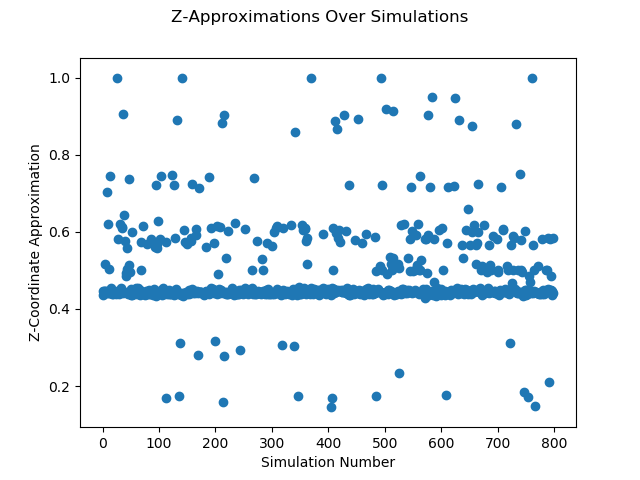 Z-Approximations Over Simulations
1.0
0.8
0.6
0.4
0.2
Z-Coordinate Approximation
0 100 200 300 400 500 600 700 800
Simulation Number